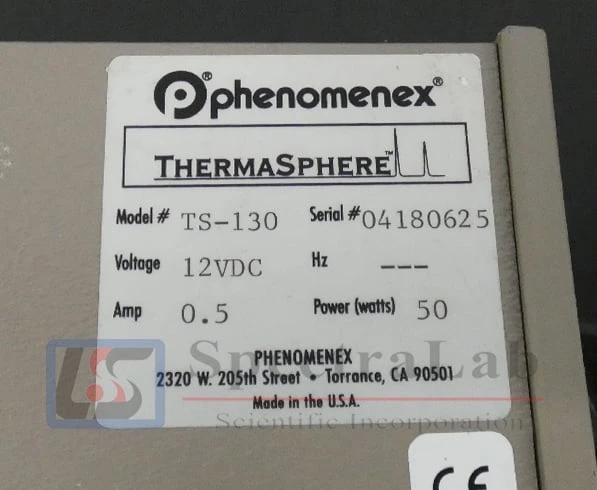 phenomenex®
THERMASPHERE™
Model # TS-130 Serial # 04180625
Voltage 12VDC Hz ---
Amp 0.5 Power (watts) 50
PHENOMENEX
2320 W. 205th Street • Torrance, CA 90501
Made in the U.S.A.
LS SpectraLab
Scientific Incorporation
CE